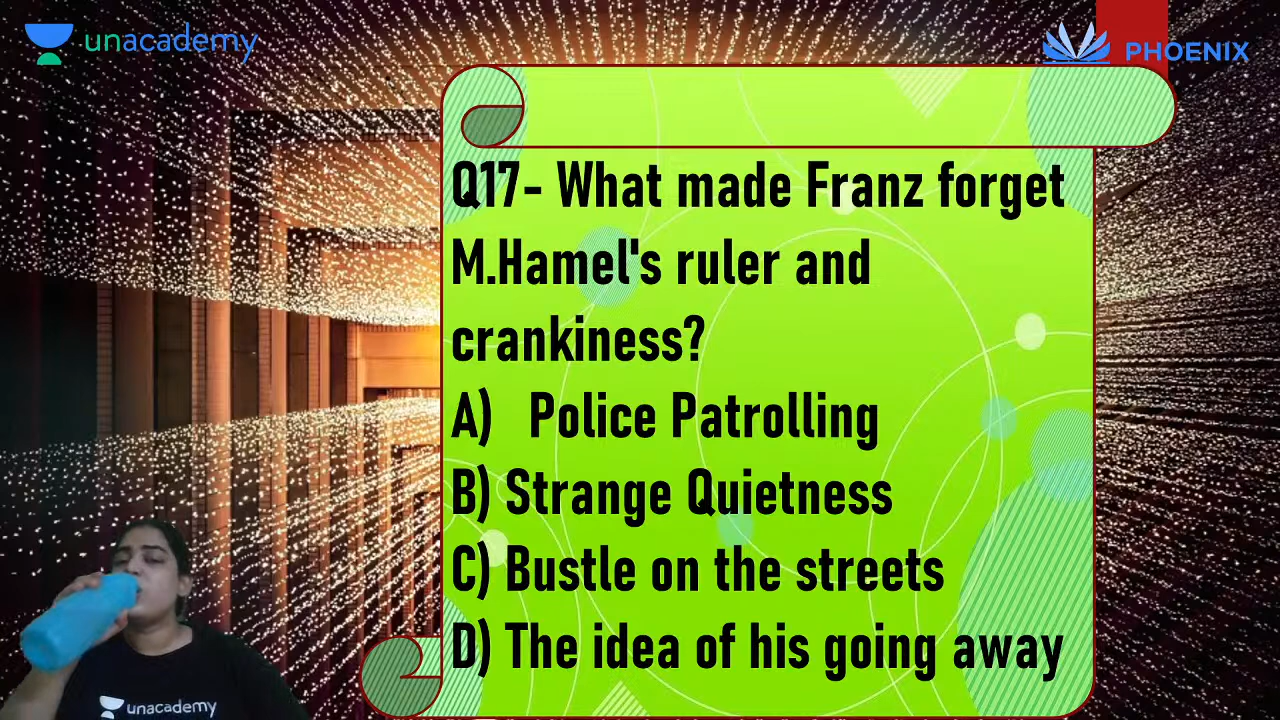 unacademy
PHOENIX
Q17- What made Franz forget
M.Hamel's ruler and
crankiness?
A) Police Patrolling
B) Strange Quietness
C) Bustle on the streets
D) The idea of his going away
unacademy